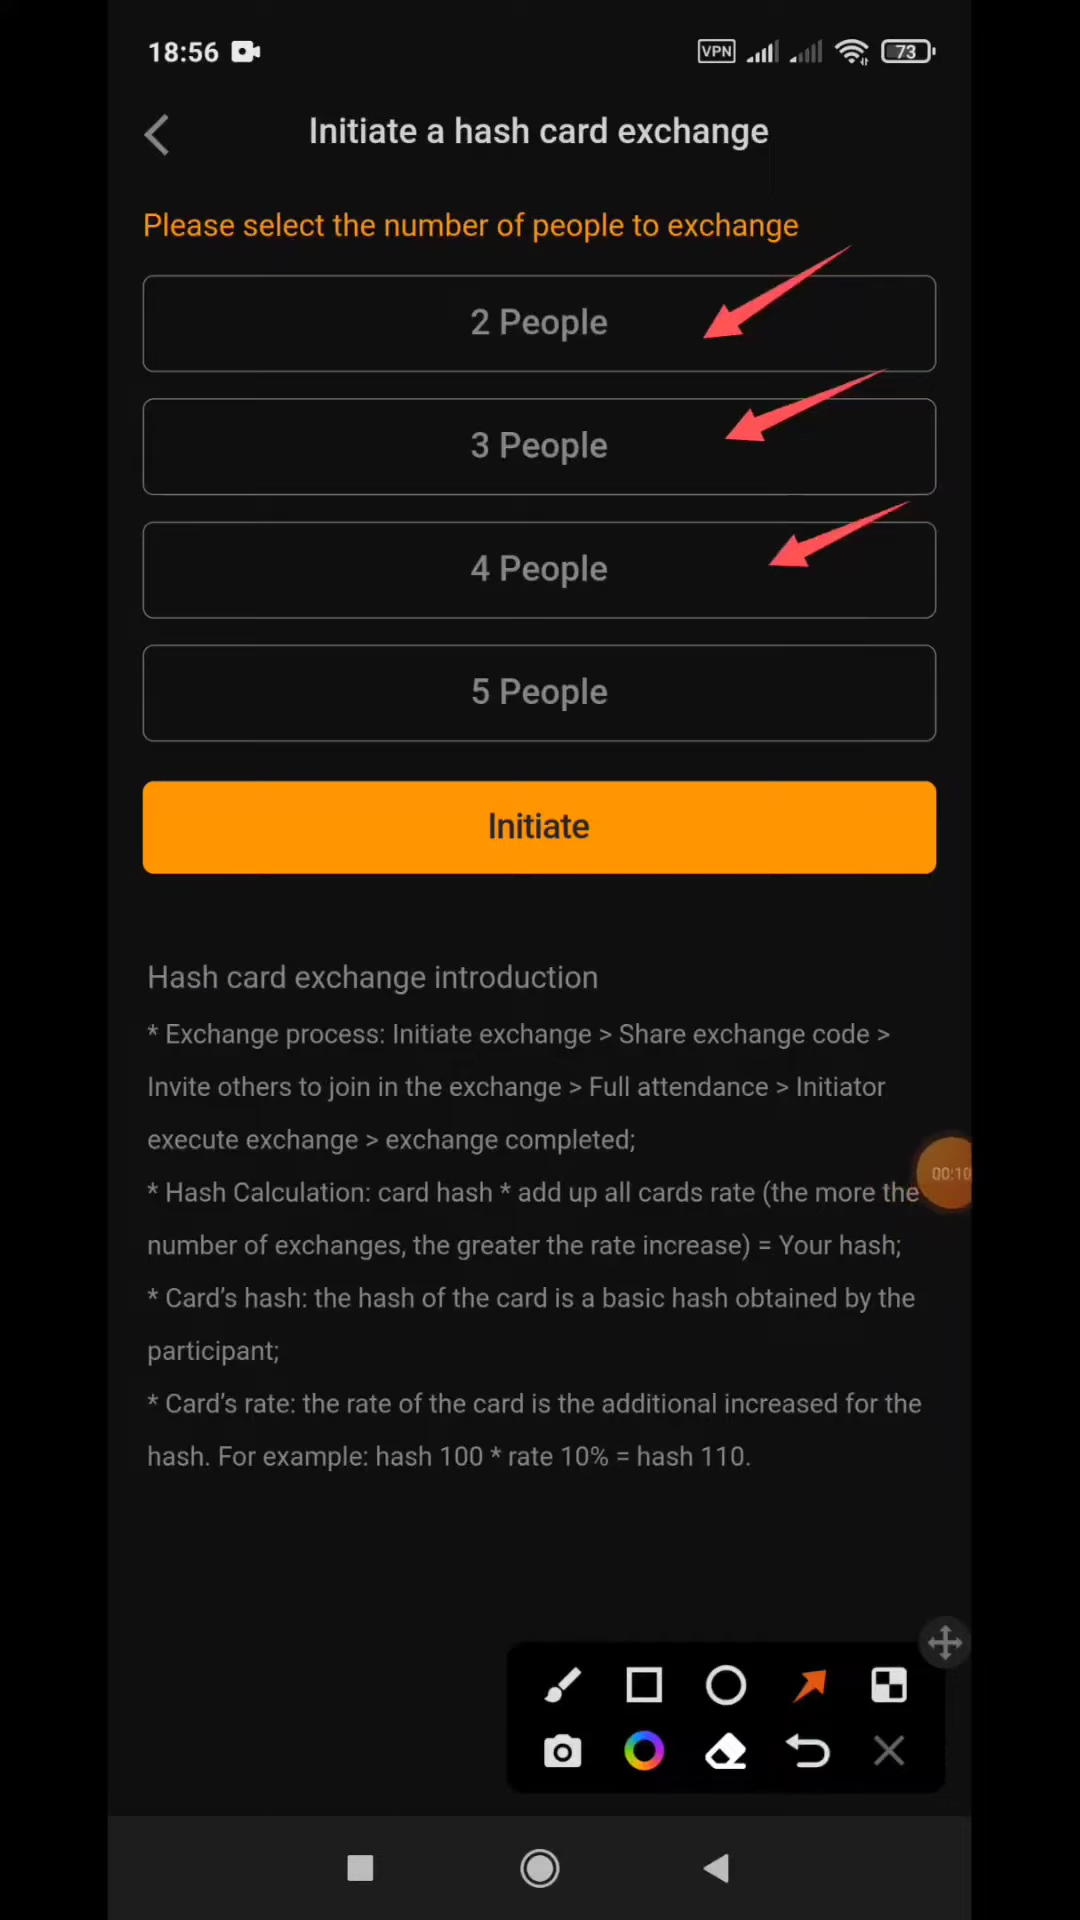 18:56
VPN
73
Initiate a hash card exchange
Please select the number of people to exchange
2 People
3 People
4 People
5 People
Initiate
Hash card exchange introduction
* Exchange process: Initiate exchange > Share exchange code >
Invite others to join in the exchange > Full attendance > Initiator
execute exchange > exchange completed;
* Hash Calculation: card hash * add up all cards rate (the more the
number of exchanges, the greater the rate increase) = Your hash;
* Card's hash: the hash of the card is a basic hash obtained by the
participant;
* Card's rate: the rate of the card is the additional increased for the
hash. For example: hash 100 * rate 10% = hash 110.
00:10